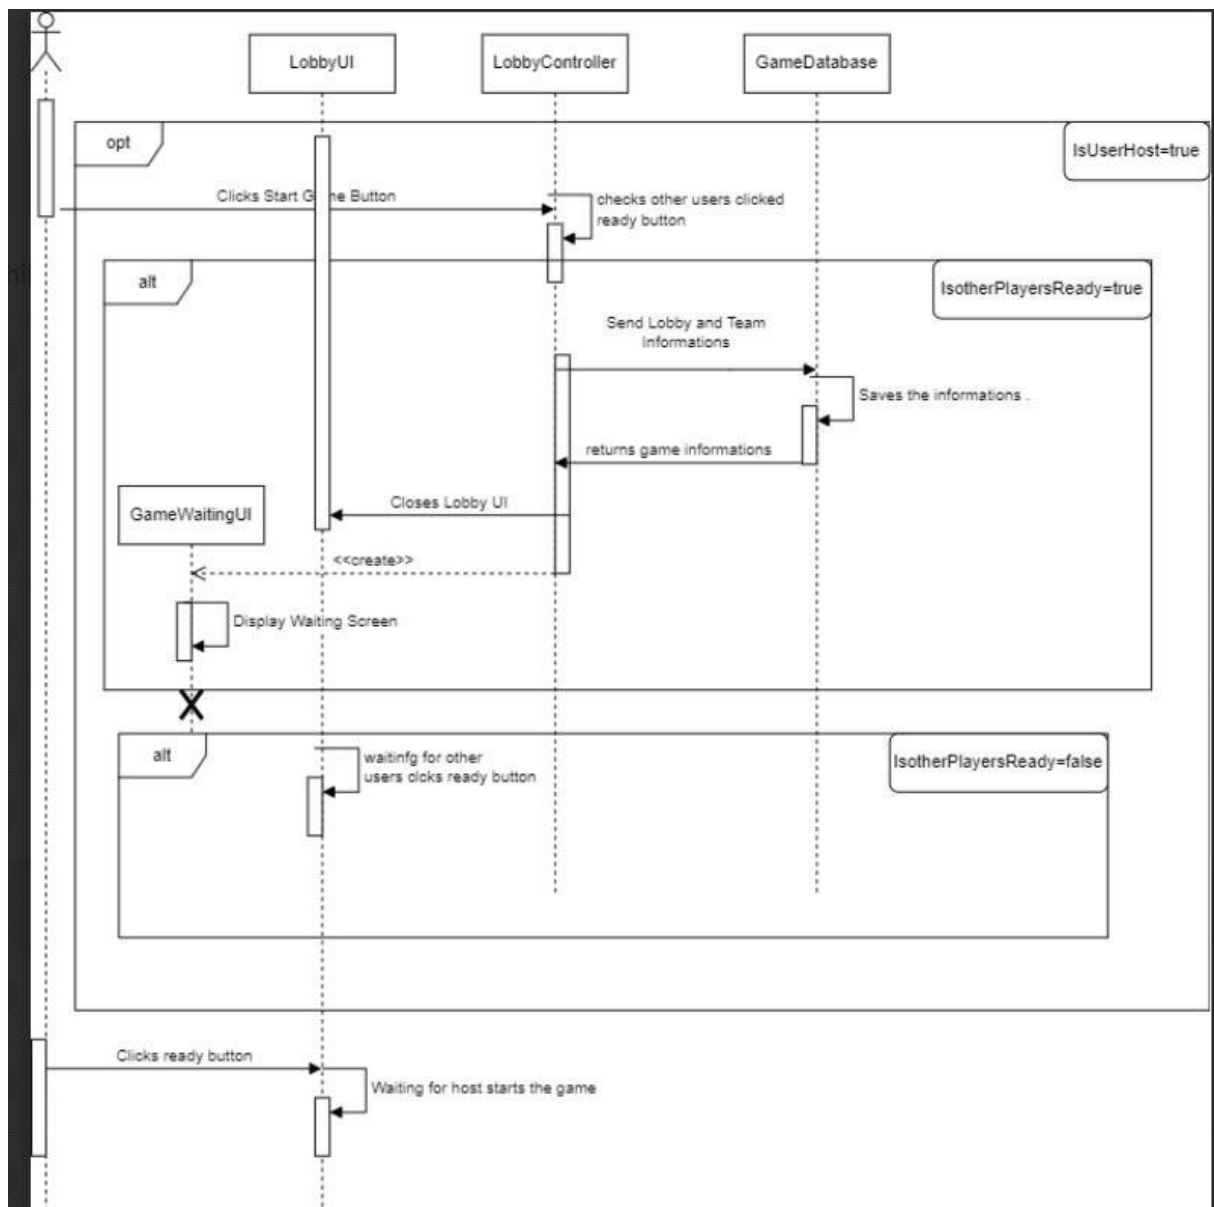 LobbyUI
LobbyController
GameDatabase
opt
IsUserHost=true
Clicks Start G me Button
checks other users clicked
ready button
alt
IsotherPlayersReady=true
Send Lobby and Team
Informations
Saves the informations .
returns game informations
Closes Lobby UI
GameWaitingUI
<<create>>
Display Waiting Screen
alt
IsotherPlayersReady=false
waitinfg for other
users clcks ready button
Clicks ready button
Waiting for host starts the game